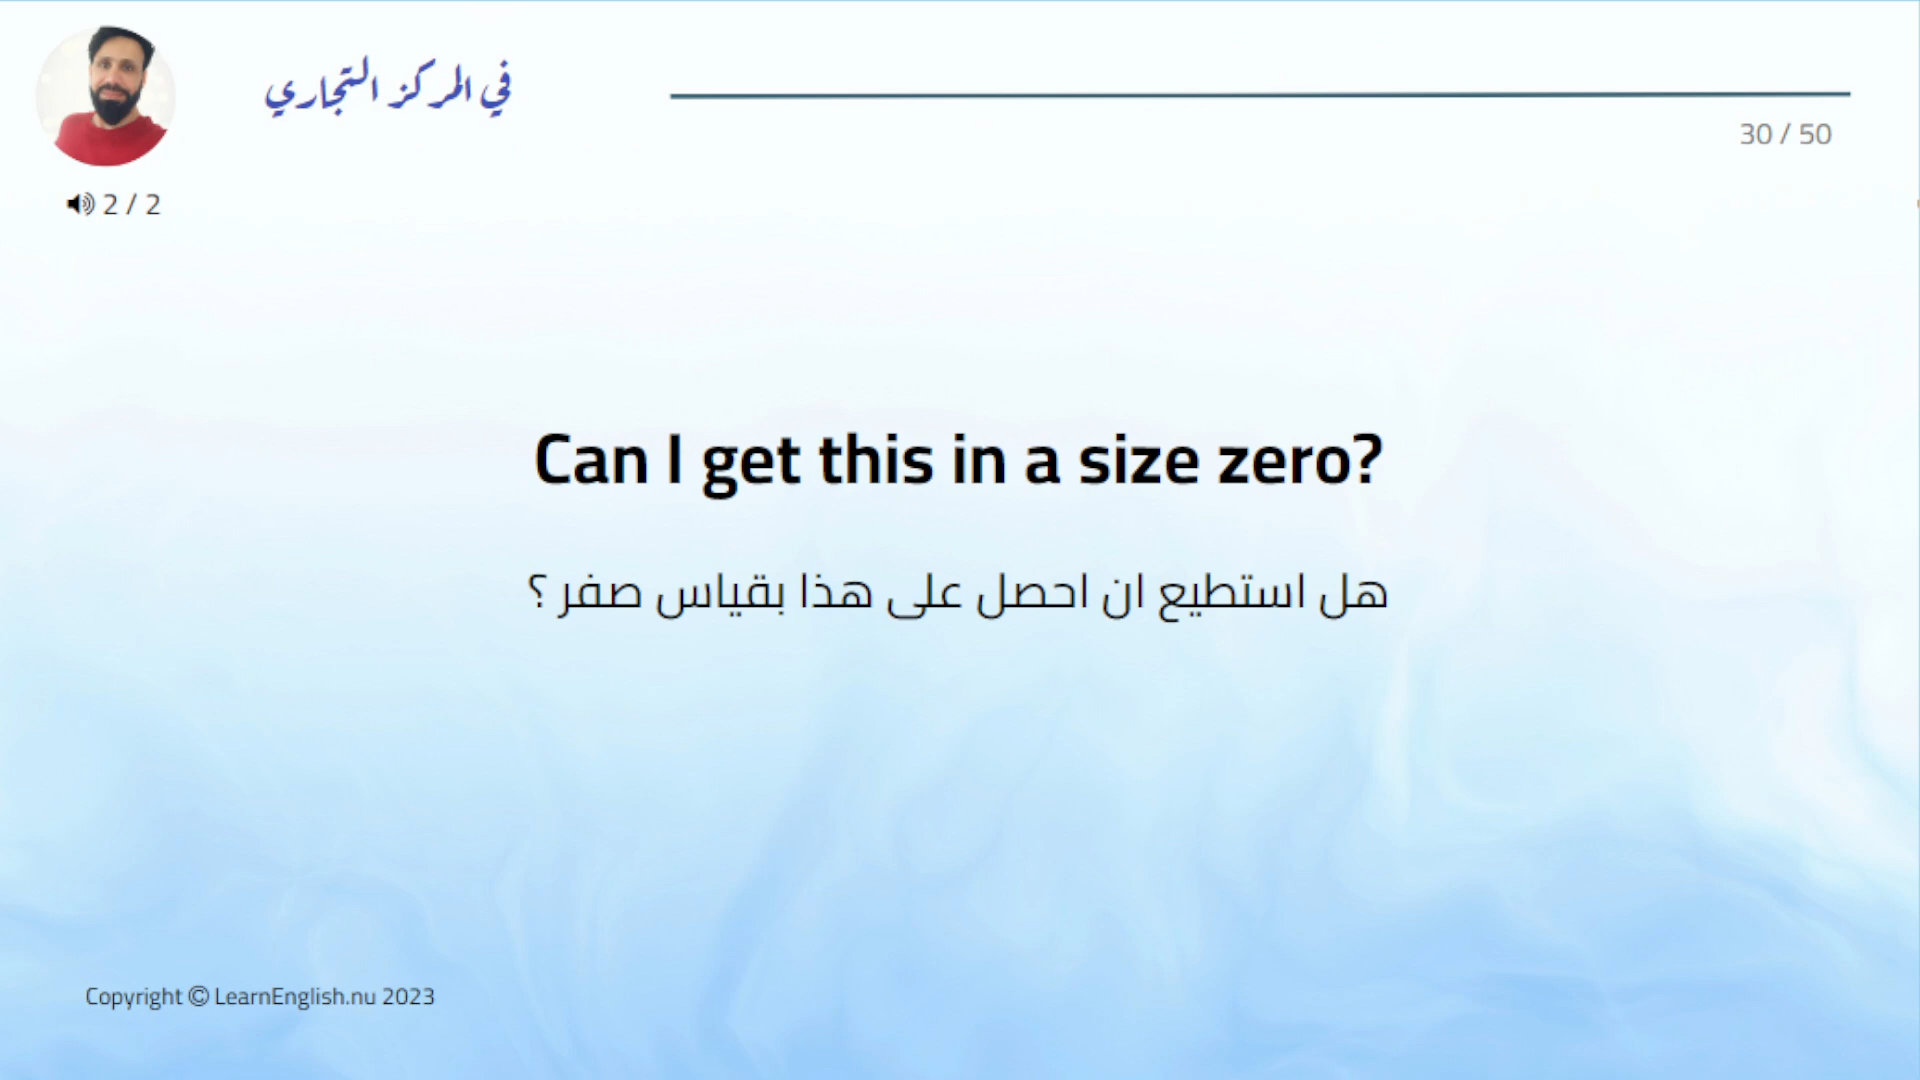 في المركز التجاري
30 / 50
2 / 2
Can I get this in a size zero?
هل استطيع ان احصل على هذا بقياس صفر ؟
Copyright © LearnEnglish.nu 2023